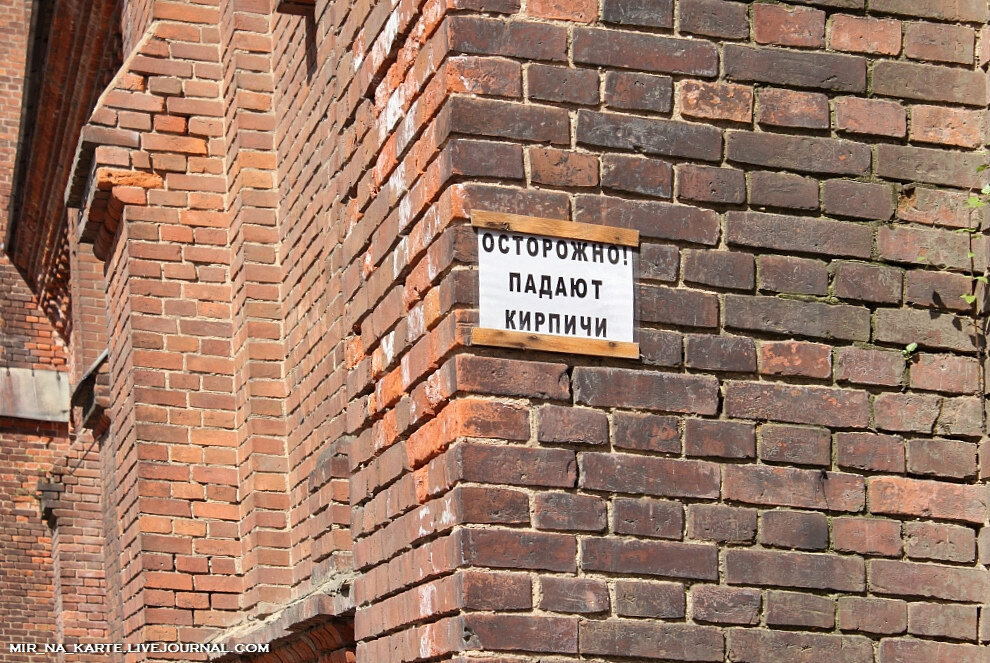 ОСТОРОЖНО!
ПАДАЮТ
КИРПИЧИ
MIR_NA_KARTE.LIVEJOURNAL.COM